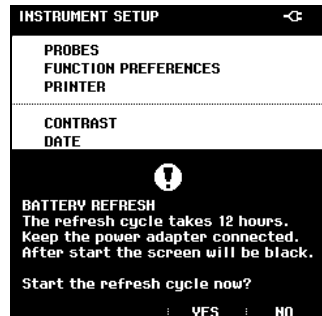 INSTRUMENT SETUP
PROBES
FUNCTION PREFERENCES
PRINTER
CONTRAST
DATE
BATTERY REFRESH
The refresh cycle takes 12 hours.
Keep the power adapter connected.
After start the screen will be black.
Start the refresh cycle now?
YES NO